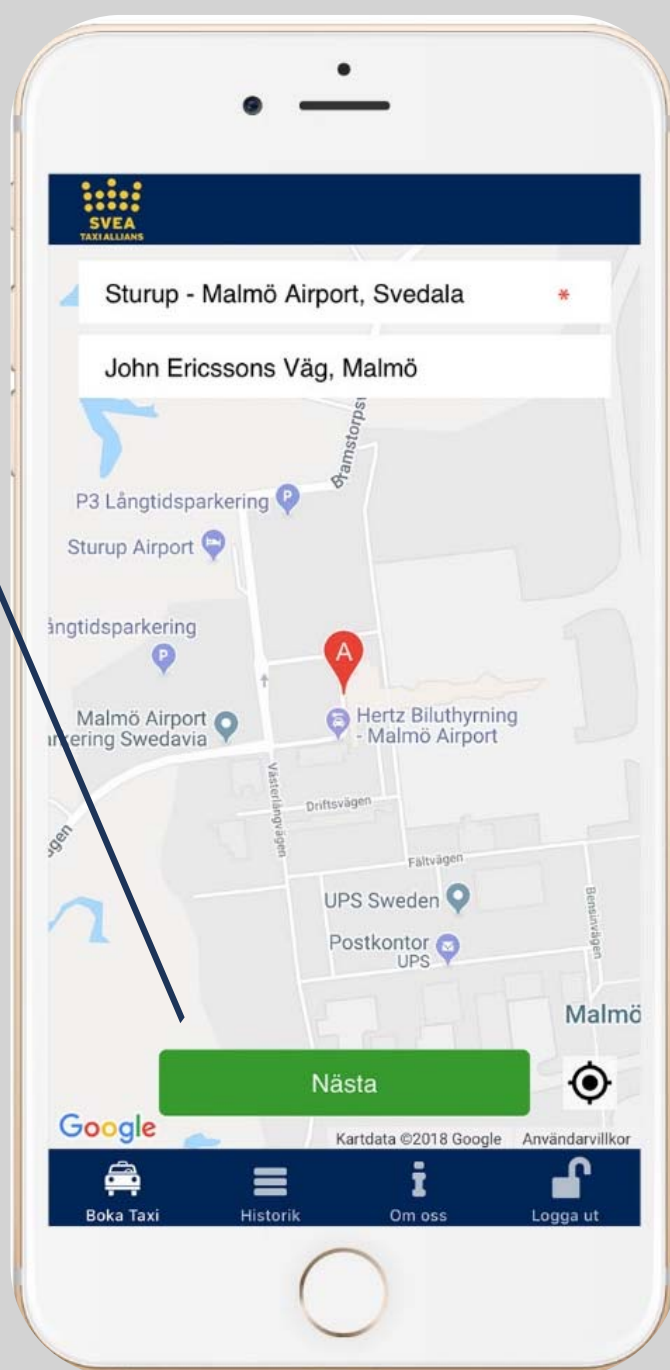 SVEA
TAXI ALLIANS
Sturup - Malmö Airport, Svedala *
John Ericssons Väg, Malmö
Bramstorpsv
P3 Långtidsparkering P
Sturup Airport
ångtidsparkering
P
A
Malmö Airport
arkering Swedavia
Hertz Biluthyrning
- Malmö Airport
Västerlångvägen
Driftsvägen
Fältvägen
Bensinvägen
UPS Sweden
Postkontor
UPS
Malmö
Nästa
Google
Kartdata ©2018 Google
Användarvillkor
Boka Taxi
Historik
Om oss
Logga ut